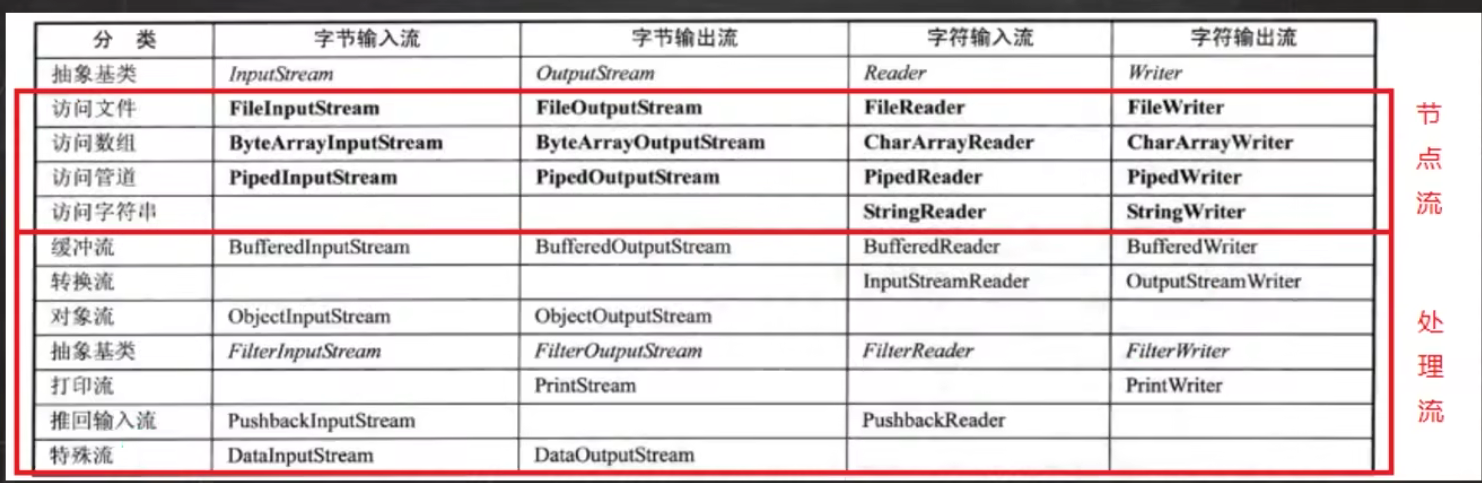 分 类 字节输入流 字节输出流 字符输入流 字符输出流
抽象基类 InputStream OutputStream Reader Writer
访问文件 FileInputStream FileOutputStream FileReader FileWriter
访问数组 ByteArrayInputStream ByteArrayOutputStream CharArrayReader CharArrayWriter
访问管道 PipedInputStream PipedOutputStream PipedReader PipedWriter
访问字符串 StringReader StringWriter
缓冲流 BufferedInputStream BufferedOutputStream BufferedReader BufferedWriter
转换流 InputStreamReader OutputStreamWriter
对象流 ObjectInputStream ObjectOutputStream
抽象基类 FilterInputStream FilterOutputStream FilterReader FilterWriter
打印流 PrintStream PrintWriter
推回输入流 PushbackInputStream PushbackReader
特殊流 DataInputStream DataOutputStream
节
点
流
处
理
流